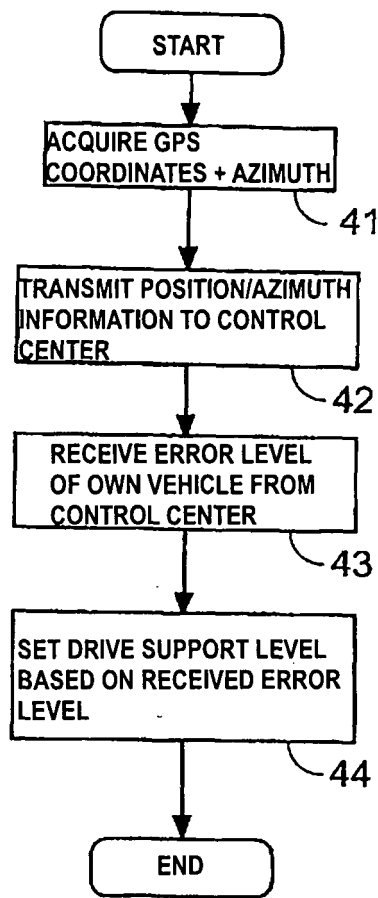 START
ACQUIRE GPS
COORDINATES + AZIMUTH
41
TRANSMIT POSITION/AZIMUTH
INFORMATION TO CONTROL
CENTER
42
RECEIVE ERROR LEVEL
OF OWN VEHICLE FROM
CONTROL CENTER
43
SET DRIVE SUPPORT LEVEL
BASED ON RECEIVED ERROR
LEVEL
44
END